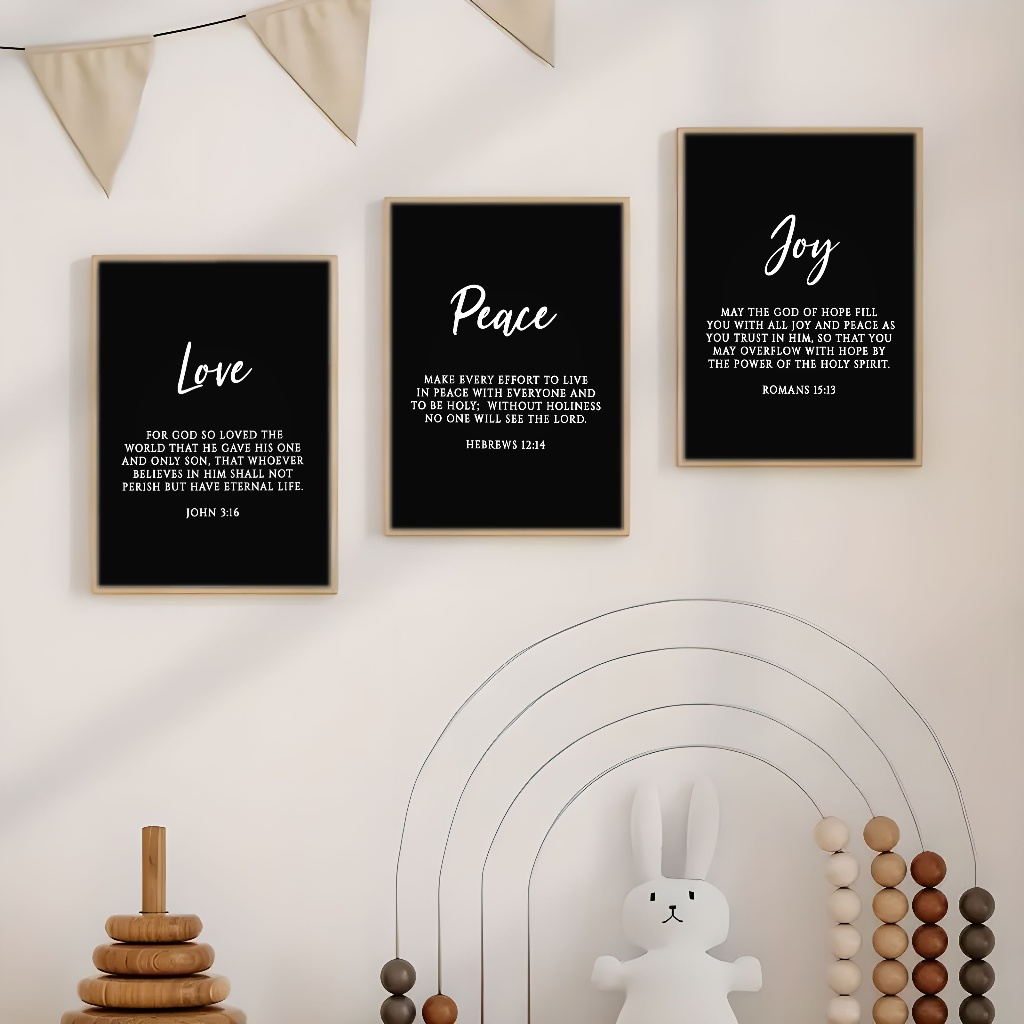 Love
FOR GOD SO LOVED THE
WORLD THAT HE GAVE HIS ONE
AND ONLY SON, THAT WHOEVER
BELIEVES IN HIM SHALL NOT
PERISH BUT HAVE ETERNAL LIFE.
JOHN 3:16
Peace
MAKE EVERY EFFORT TO LIVE
IN PEACE WITH EVERYONE AND
TO BE HOLY; WITHOUT HOLINESS
NO ONE WILL SEE THE LORD.
HEBREWS 12:14
Joy
MAY THE GOD OF HOPE FILL
YOU WITH ALL JOY AND PEACE AS
YOU TRUST IN HIM, SO THAT YOU
MAY OVERFLOW WITH HOPE BY
THE POWER OF THE HOLY SPIRIT.
ROMANS 15:13